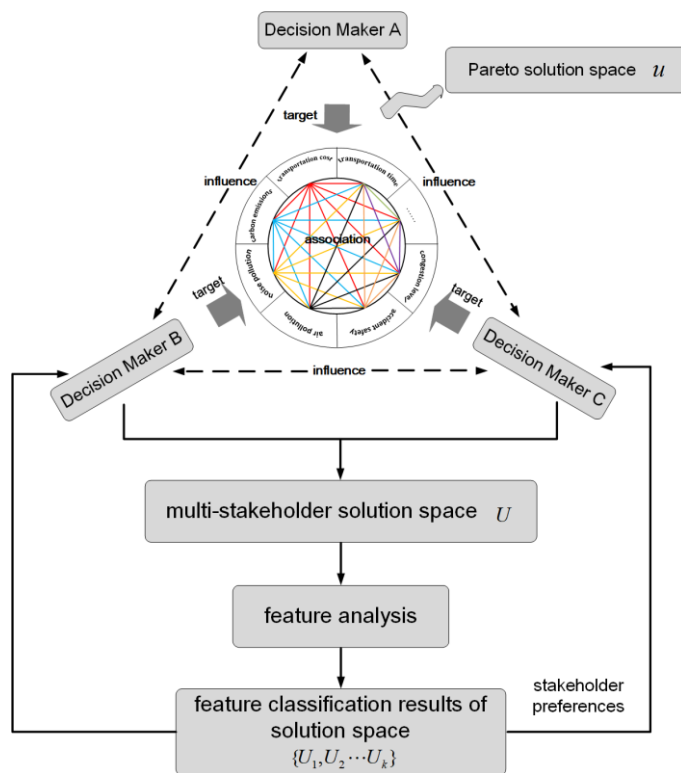 Decision Maker A
Pareto solution space u
target
transportation cost
transportation time
influence
influence
carbon emissions
......
association
noise pollution
congestion level
target
target
air pollution
accident safety
Decision Maker B
Decision Maker C
influence
multi-stakeholder solution space U
feature analysis
stakeholder
preferences
feature classification results of
solution space
{U₁,U₂⋯Uₖ}